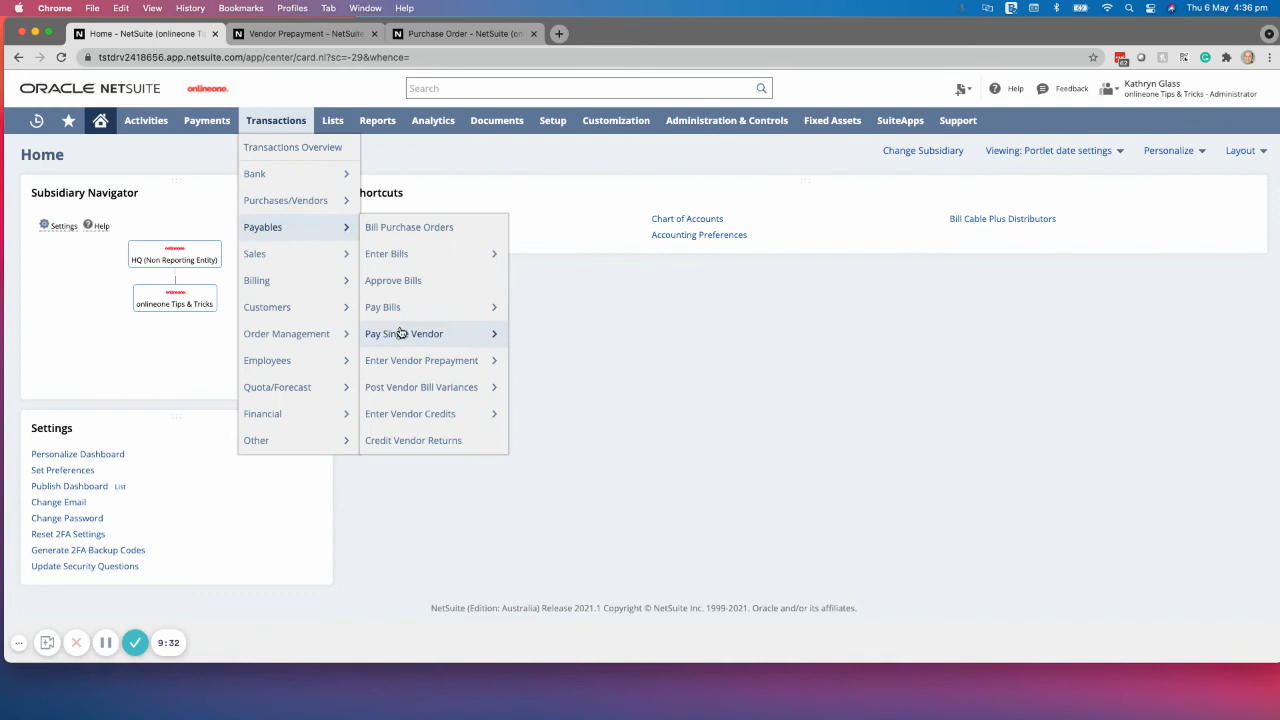 Chrome File Edit View History Bookmarks Profiles Tab Window Help Thu 6 May 4:36 pm
Home - NetSuite (onlineone Ti Vendor Prepayment - NetSuite Purchase Order - NetSuite (on
tstdrv2418656.app.netsuite.com/app/center/card.nl?sc=-29&whence=
62
ORACLE NETSUITE onlineone. Search Help Feedback Kathryn Glass
onlineone Tips & Tricks - Administrator
Activities Payments Transactions Lists Reports Analytics Documents Setup Customization Administration & Controls Fixed Assets SuiteApps Support
Home Change Subsidiary Viewing: Portlet date settings Personalize Layout
Transactions Overview
Bank
Purchases/Vendors
Payables
Sales
Billing
Customers
Order Management
Employees
Quota/Forecast
Financial
Other
Bill Purchase Orders
Enter Bills
Approve Bills
Pay Bills
Pay Single Vendor
Enter Vendor Prepayment
Post Vendor Bill Variances
Enter Vendor Credits
Credit Vendor Returns
Subsidiary Navigator
Settings Help
onlineone.
HQ (Non Reporting Entity)
onlineone.
onlineone Tips & Tricks
hortcuts
Chart of Accounts
Accounting Preferences
Bill Cable Plus Distributors
Settings
Personalize Dashboard
Set Preferences
Publish Dashboard List
Change Email
Change Password
Reset 2FA Settings
Generate 2FA Backup Codes
Update Security Questions
NetSuite (Edition: Australia) Release 2021.1 Copyright © NetSuite Inc. 1999-2021. Oracle and/or its affiliates.
9:32